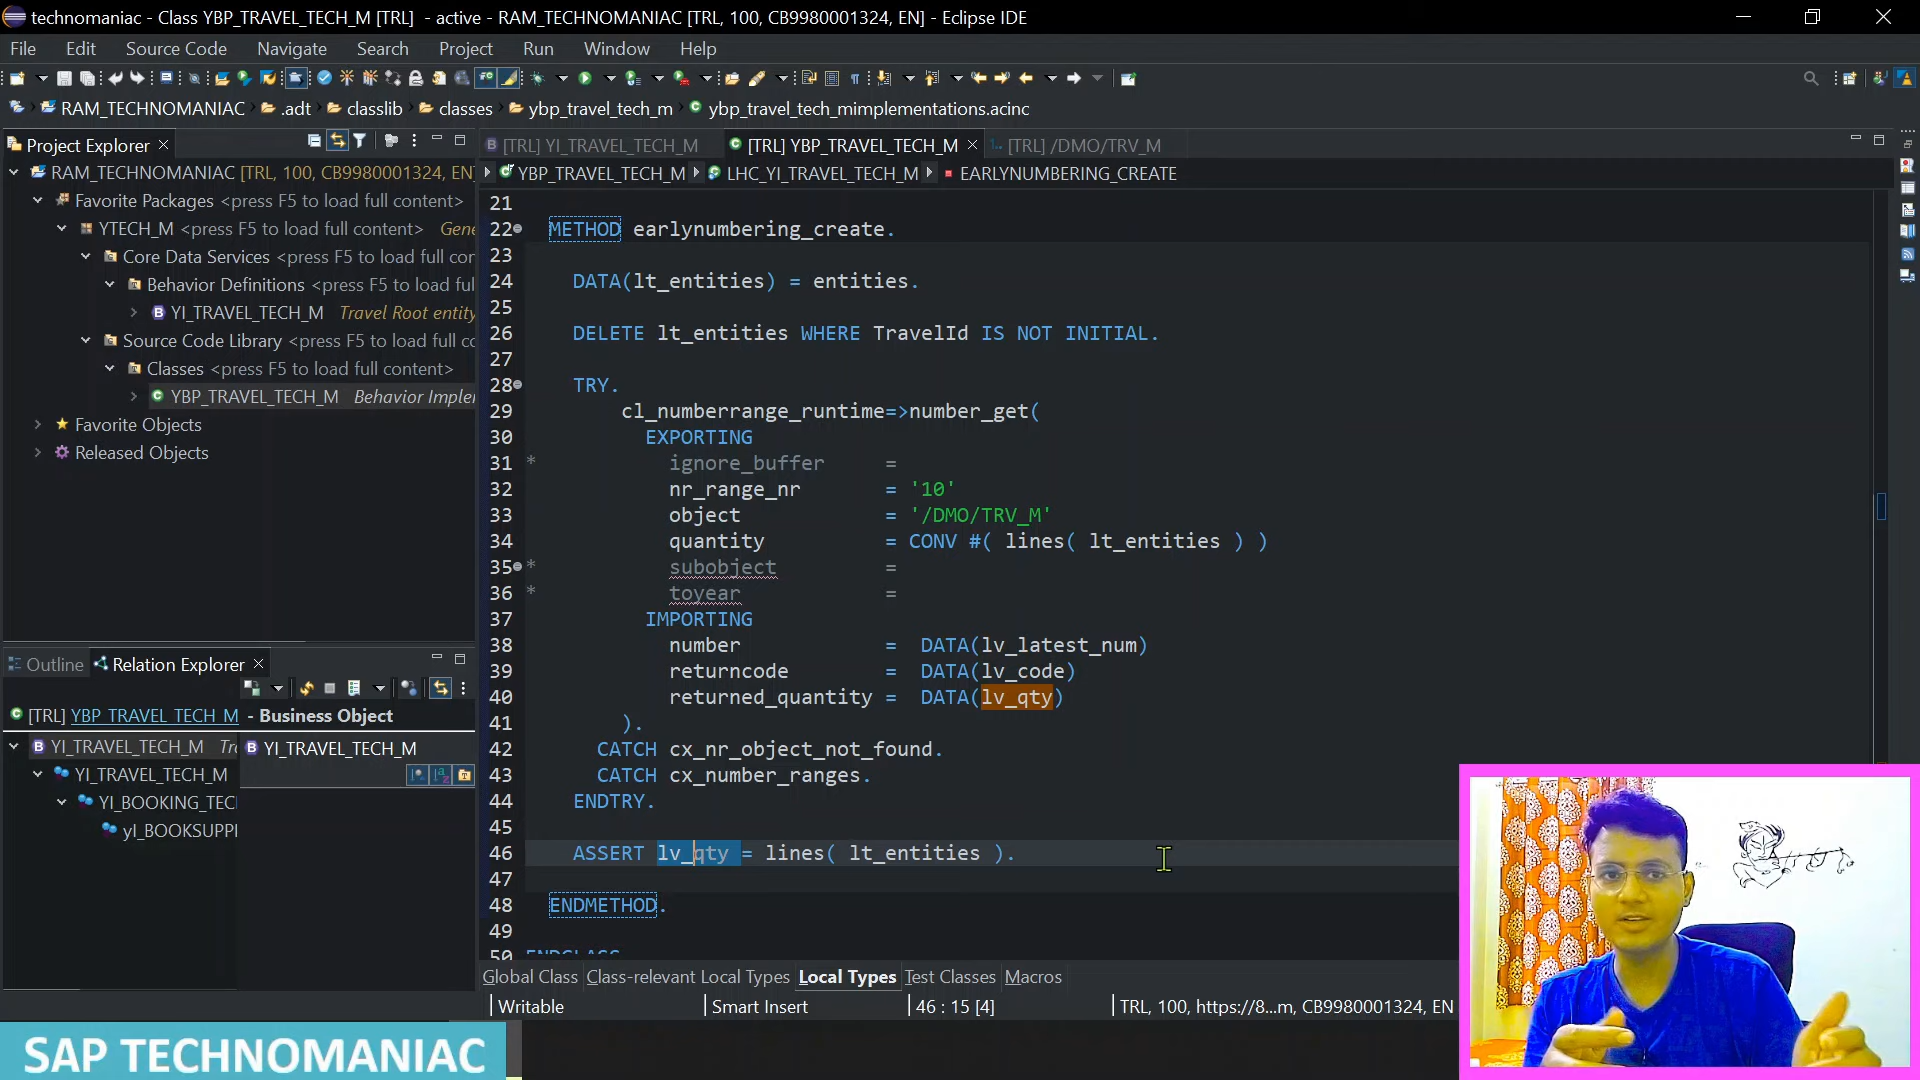 technomaniac - Class YBP_TRAVEL_TECH_M [TRL] - active - RAM_TECHNOMANIAC [TRL, 100, CB9980001324, EN] - Eclipse IDE
File Edit Source Code Navigate Search Project Run Window Help
RAM_TECHNOMANIAC .adt classlib classes ybp_travel_tech_m ybp_travel_tech_mimplementations.acinc
Project Explorer
RAM_TECHNOMANIAC [TRL, 100, CB9980001324, EN]
Favorite Packages <press F5 to load full content>
YTECH_M <press F5 to load full content> Gene
Core Data Services <press F5 to load full cor
Behavior Definitions <press F5 to load ful
YI_TRAVEL_TECH_M Travel Root entity
Source Code Library <press F5 to load full cc
Classes <press F5 to load full content>
YBP_TRAVEL_TECH_M Behavior Imple
Favorite Objects
Released Objects
Outline Relation Explorer
[TRL] YBP_TRAVEL_TECH_M - Business Object
YI_TRAVEL_TECH_M Tra
YI_TRAVEL_TECH_M
YI_TRAVEL_TECH_M
YI_BOOKING_TECI
yI_BOOKSUPPI
[TRL] YI_TRAVEL_TECH_M [TRL] YBP_TRAVEL_TECH_M [TRL] /DMO/TRV_M
YBP_TRAVEL_TECH_M LHC_YI_TRAVEL_TECH_M EARLYNUMBERING_CREATE
21
22 METHOD earlynumbering_create.
23
24 DATA(lt_entities) = entities.
25
26 DELETE lt_entities WHERE TravelId IS NOT INITIAL.
27
28 TRY.
29 cl_numberrange_runtime=>number_get(
30 EXPORTING
31 * ignore_buffer =
32 nr_range_nr = '10'
33 object = '/DMO/TRV_M'
34 quantity = CONV #( lines( lt_entities ) )
35 * subobject =
36 * toyear =
37 IMPORTING
38 number = DATA(lv_latest_num)
39 returncode = DATA(lv_code)
40 returned_quantity = DATA(lv_qty)
41 ).
42 CATCH cx_nr_object_not_found.
43 CATCH cx_number_ranges.
44 ENDTRY.
45
46 ASSERT lv_qty = lines( lt_entities ).
47
48 ENDMETHOD.
49
50 ENDCLASS
Global Class Class-relevant Local Types Local Types Test Classes Macros
Writable Smart Insert 46 : 15 [4] TRL, 100, https://8...m, CB9980001324, EN
SAP TECHNOMANIAC